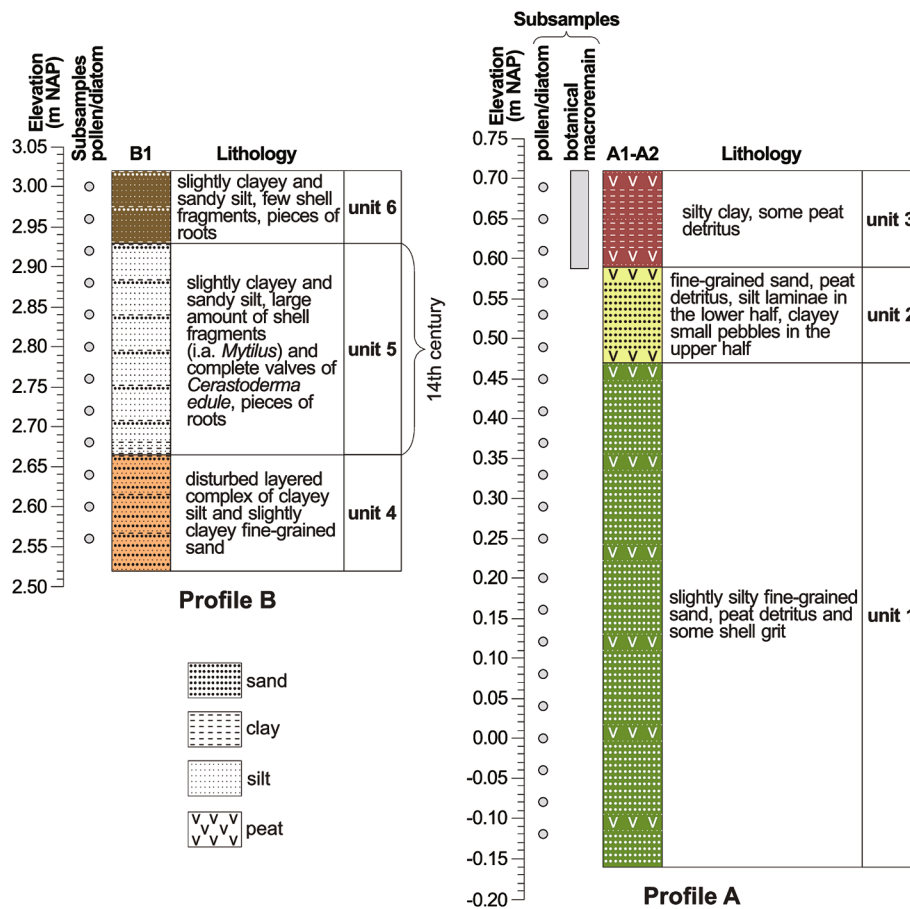 Subsamples
Elevation
(m NAP)
Subsamples
pollen/diatom
B1
Lithology
3.05
3.00
2.95
2.90
2.85
2.80
2.75
2.70
2.65
2.60
2.55
2.50
slightly clayey and
sandy silt, few shell
fragments, pieces of
roots
unit 6
slightly clayey and
sandy silt, large
amount of shell
fragments
(i.a. Mytilus) and
complete valves of
Cerastoderma
edule, pieces of
roots
unit 5
14th century
disturbed layered
complex of clayey
silt and slightly
clayey fine-grained
sand
unit 4
Profile B
sand
clay
silt
peat
Elevation
(m NAP)
pollen/diatom
botanical
macroremain
A1-A2
Lithology
0.75
0.70
0.65
0.60
0.55
0.50
0.45
0.40
0.35
0.30
0.25
0.20
0.15
0.10
0.05
0.00
-0.05
-0.10
-0.15
-0.20
silty clay, some peat
detritus
unit 3
fine-grained sand, peat
detritus, silt laminae in
the lower half, clayey
small pebbles in the
upper half
unit 2
slightly silty fine-grained
sand, peat detritus and
some shell grit
unit 1
Profile A